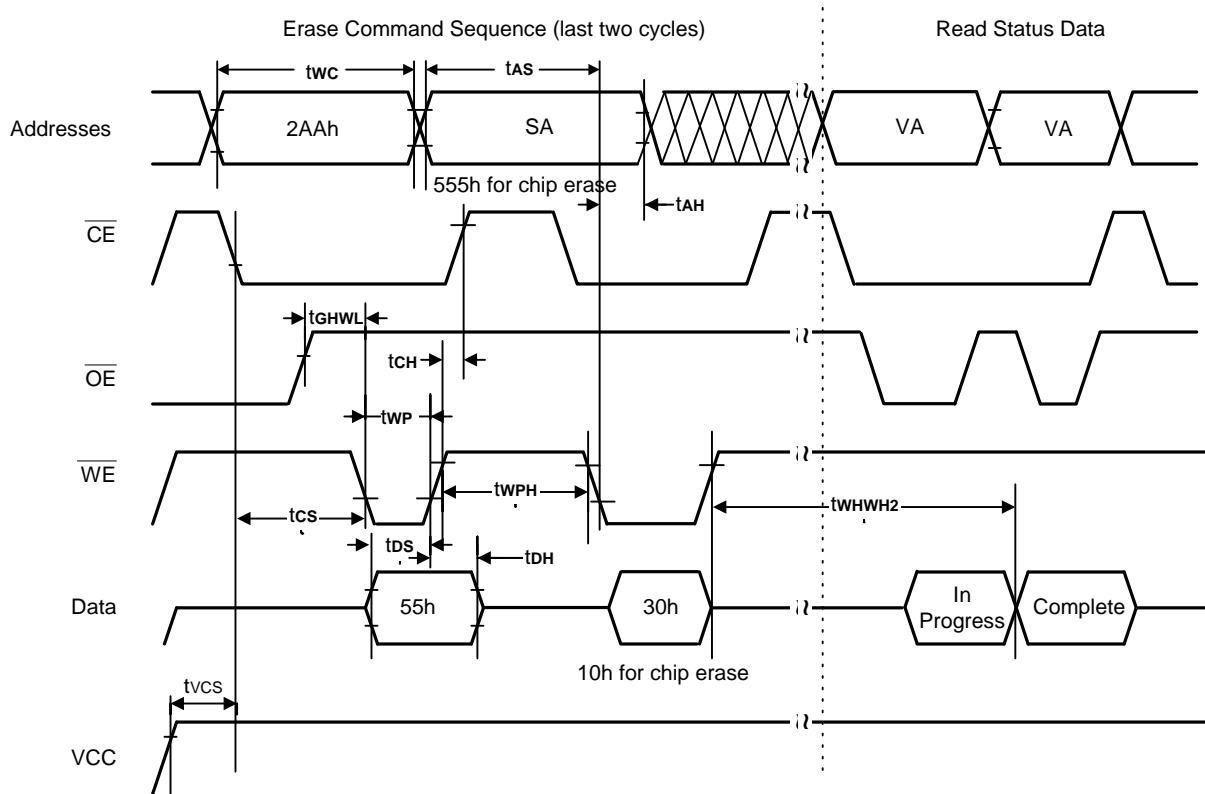 Erase Command Sequence (last two cycles)
Read Status Data
tWC
tAS
Addresses
2AAh
SA
VA
VA
555h for chip erase
tAH
CE
tGHWL
tCH
OE
tWP
WE
tWPH
tCS
tWHWH2
tDS
tDH
Data
55h
30h
In
Progress
Complete
10h for chip erase
tVCS
VCC